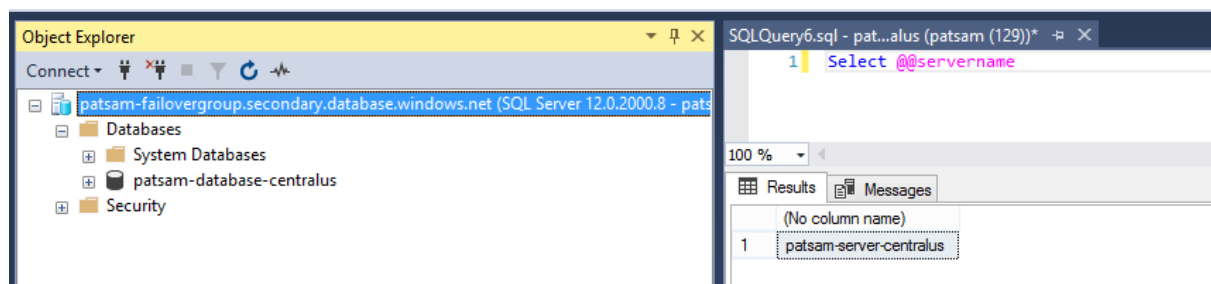 Object Explorer
Connect
patsam-failovergroup.secondary.database.windows.net (SQL Server 12.0.2000.8 - pats
Databases
System Databases
patsam-database-centralus
Security
SQLQuery6.sql - pat...alus (patsam (129))*
1 Select @@servername
100 %
Results Messages
(No column name)
1 patsam-server-centralus